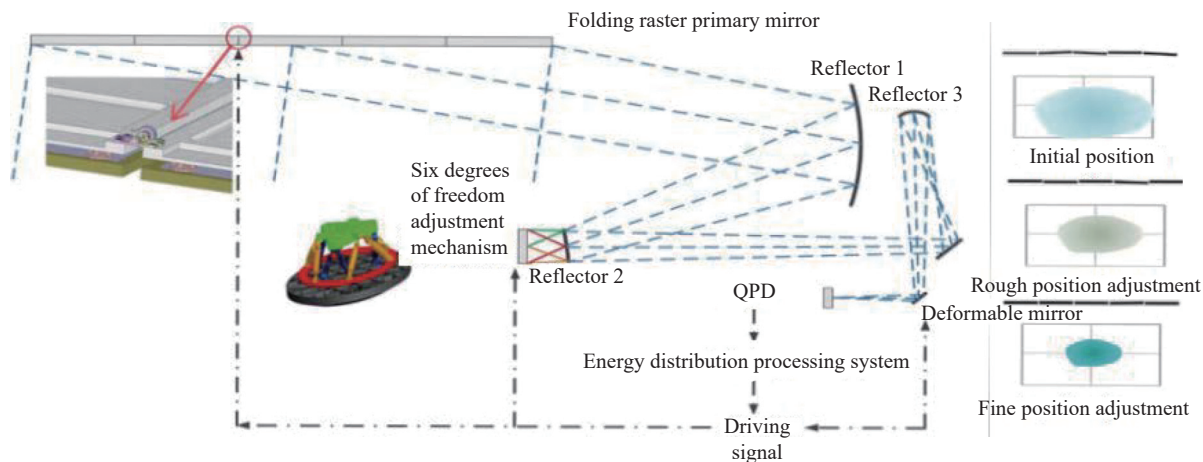 Folding raster primary mirror
Reflector 1
Reflector 3
Six degrees
of freedom
adjustment
mechanism
Reflector 2
QPD
Deformable mirror
Energy distribution processing system
Driving
signal
Initial position
Rough position adjustment
Fine position adjustment